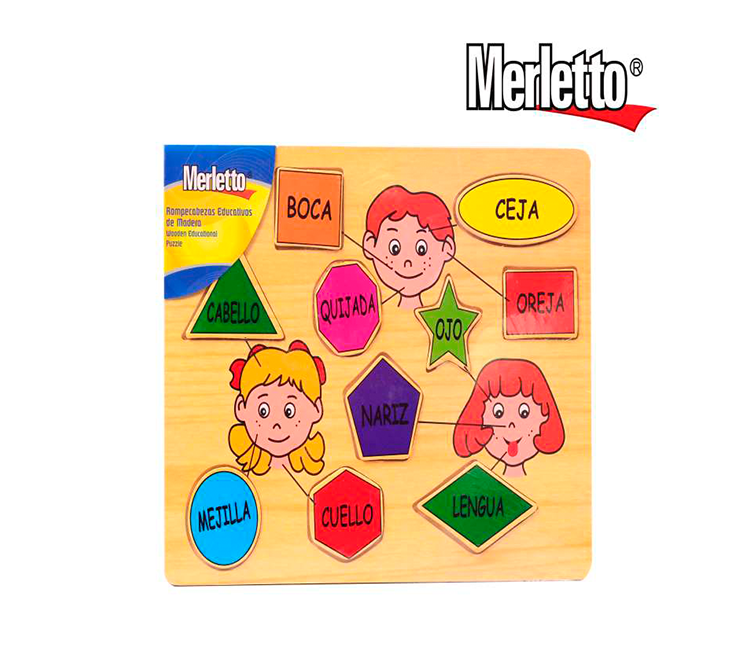 Merletto®
Merletto
Rompecabezas Educativos
de Madera
Wooden Educational
Puzzle
BOCA
CEJA
CABELLO
QUIJADA
OJO
OREJA
NARIZ
MEJILLA
CUELLO
LENGUA